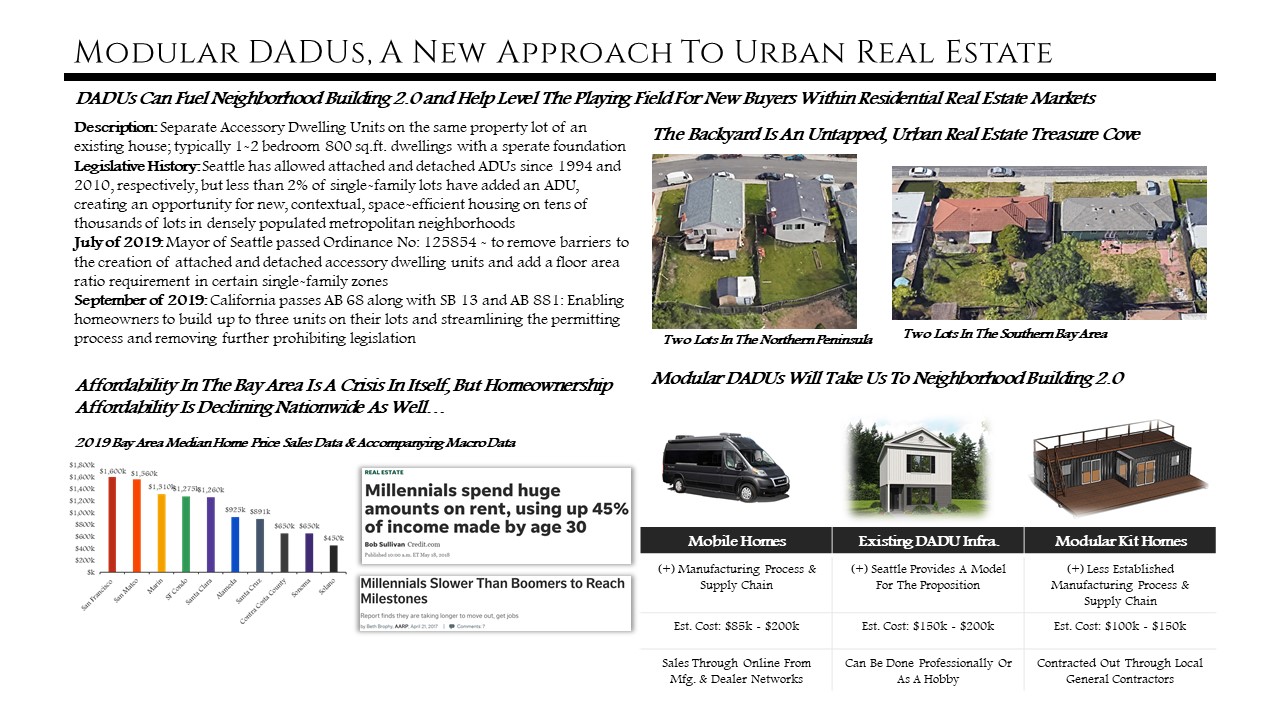 Modular DADUs, A New Approach To Urban Real Estate
DADUs Can Fuel Neighborhood Building 2.0 and Help Level The Playing Field For New Buyers Within Residential Real Estate Markets
Description: Separate Accessory Dwelling Units on the same property lot of an
existing house; typically 1~2 bedroom 800 sq.ft. dwellings with a sperate foundation
Legislative History: Seattle has allowed attached and detached ADUs since 1994 and
2010, respectively, but less than 2% of single~family lots have added an ADU,
creating an opportunity for new, contextual, space~efficient housing on tens of
thousands of lots in densely populated metropolitan neighborhoods
July of 2019: Mayor of Seattle passed Ordinance No: 125854 ~ to remove barriers to
the creation of attached and detached accessory dwelling units and add a floor area
ratio requirement in certain single~family zones
September of 2019: California passes AB 68 along with SB 13 and AB 881: Enabling
homeowners to build up to three units on their lots and streamlining the permitting
process and removing further prohibiting legislation
The Backyard Is An Untapped, Urban Real Estate Treasure Cove
Two Lots In The Northern Peninsula
Two Lots In The Southern Bay Area
Affordability In The Bay Area Is A Crisis In Itself, But Homeownership
Affordability Is Declining Nationwide As Well…
2019 Bay Area Median Home Price Sales Data & Accompanying Macro Data
$1,800k
$1,600k
$1,400k
$1,200k
$1,000k
$800k
$600k
$400k
$200k
$k
$1,600k
$1,560k
$1,310k
$1,275k
$1,260k
$925k
$891k
$650k
$650k
$450k
San Francisco
San Mateo
Marin
SF Condo
Santa Clara
Alameda
Santa Cruz
Contra Costa County
Sonoma
Solano
REAL ESTATE
Millennials spend huge
amounts on rent, using up 45%
of income made by age 30
Bob Sullivan Credit.com
Published 10:00 a.m. ET May 18, 2018
Millennials Slower Than Boomers to Reach
Milestones
Report finds they are taking longer to move out, get jobs
by Beth Brophy, AARP, April 21, 2017 | Comments: 7
Modular DADUs Will Take Us To Neighborhood Building 2.0
Mobile Homes
Existing DADU Infra.
Modular Kit Homes
(+) Manufacturing Process &
Supply Chain
(+) Seattle Provides A Model
For The Proposition
(+) Less Established
Manufacturing Process &
Supply Chain
Est. Cost: $85k - $200k
Est. Cost: $150k - $200k
Est. Cost: $100k - $150k
Sales Through Online From
Mfg. & Dealer Networks
Can Be Done Professionally Or
As A Hobby
Contracted Out Through Local
General Contractors